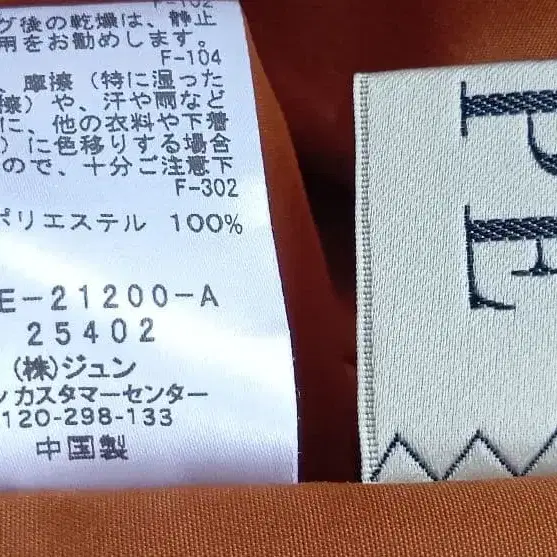 F-102
グ後の乾燥は、静止
用をお勧めします。
F-104
摩擦（特に湿った
擦）や、汗や雨など
に、他の衣料や下着
）に色移りする場合
ので、十分ご注意下
F-302
ポリエステル 100%
E-21200-A
25402
(株)ジュン
カスタマーセンター
120-298-133
中国製
PE